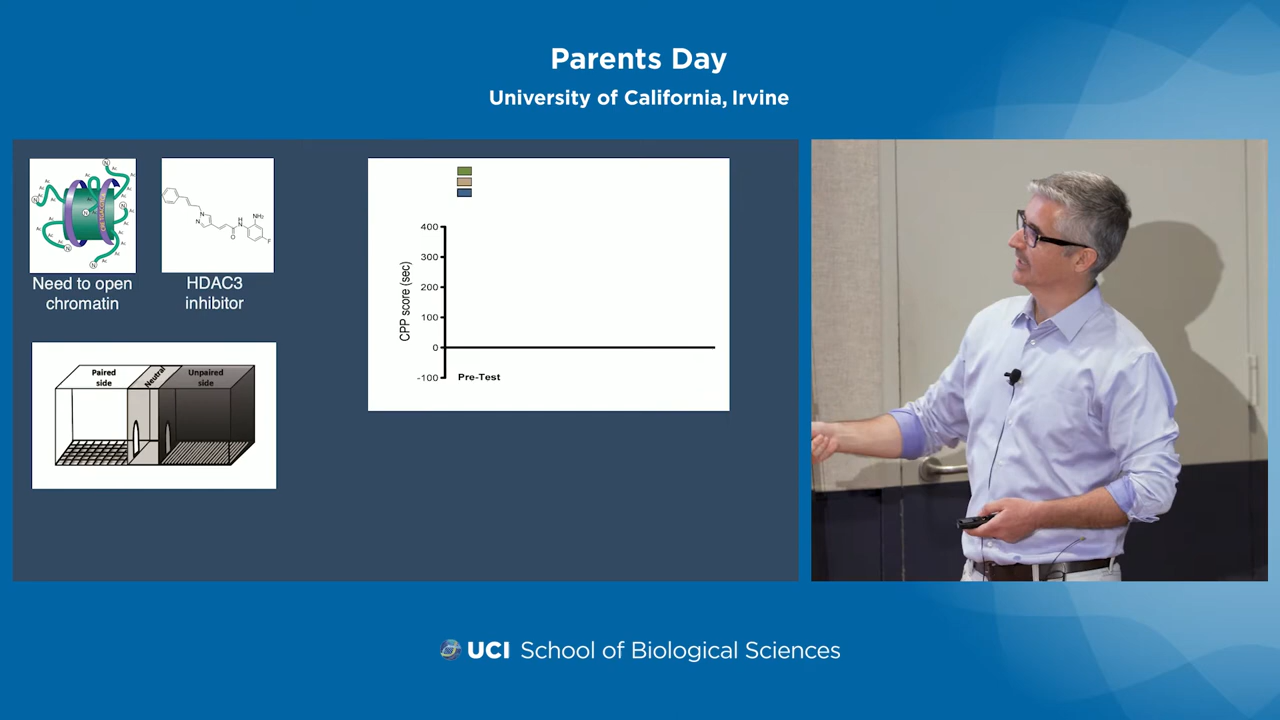 Parents Day
University of California, Irvine
Need to open
chromatin
NH₂
H
N
N
N
O
F
HDAC3
inhibitor
Paired
side
Neutral
Unpaired
side
CPP score (sec)
400
300
200
100
0
-100
Pre-Test
UCI School of Biological Sciences